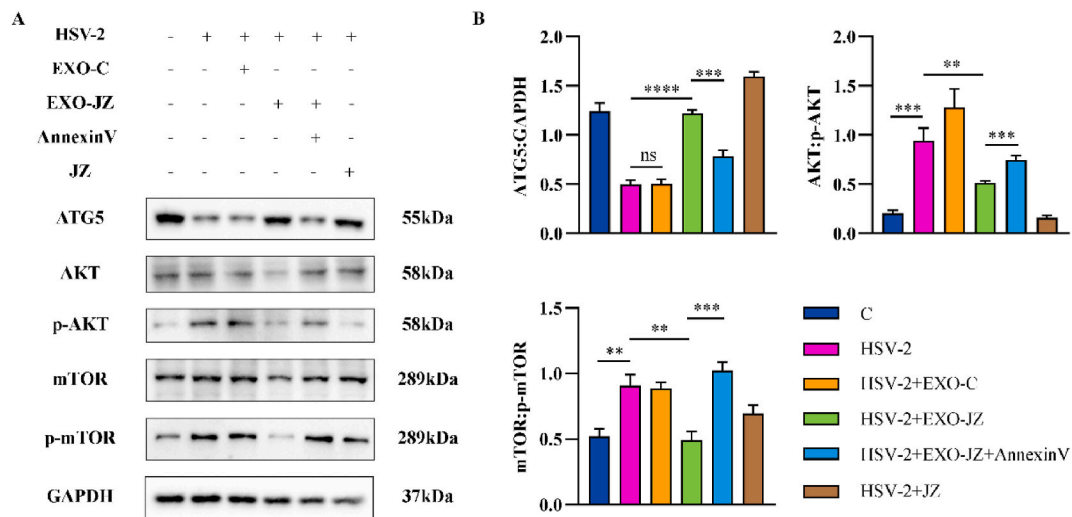 A
HSV-2 - + + + + +
EXO-C - - + - - -
EXO-JZ - - - + + -
AnnexinV - - - - + -
JZ - - - - - +
ATG5 55kDa
AKT 58kDa
p-AKT 58kDa
mTOR 289kDa
p-mTOR 289kDa
GAPDH 37kDa
B
ATG5:GAPDH
2.0
1.5
1.0
0.5
0.0
ns
****
***
AKT:p-AKT
2.0
1.5
1.0
0.5
0.0
***
**
***
mTOR:p-mTOR
1.5
1.0
0.5
0.0
**
**
***
C
HSV-2
HSV-2+EXO-C
HSV-2+EXO-JZ
HSV-2+EXO-JZ+AnnexinV
HSV-2+JZ